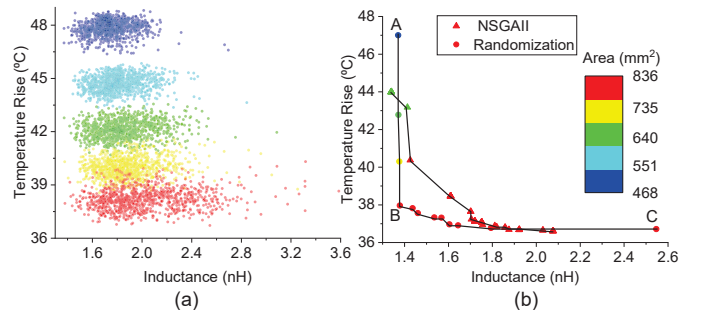 48
45
42
39
36
Temperature Rise (ºC)
1.6 2.0 2.4 2.8 3.2 3.6
Inductance (nH)
(a)
48
46
44
42
40
38
36
Temperature Rise (ºC)
A
B
C
NSGAII
Randomization
Area (mm²)
836
735
640
551
468
1.4 1.6 1.8 2.0 2.2 2.4 2.6
Inductance (nH)
(b)